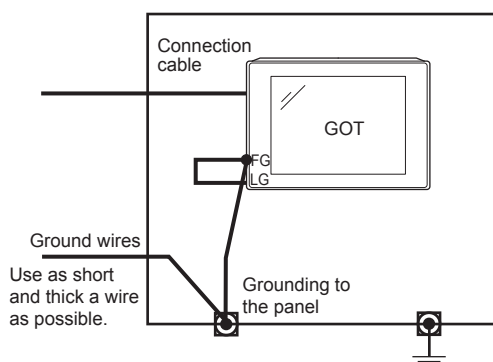 Connection
cable
GOT
FG
LG
Ground wires
Use as short
and thick a wire
as possible.
Grounding to
the panel